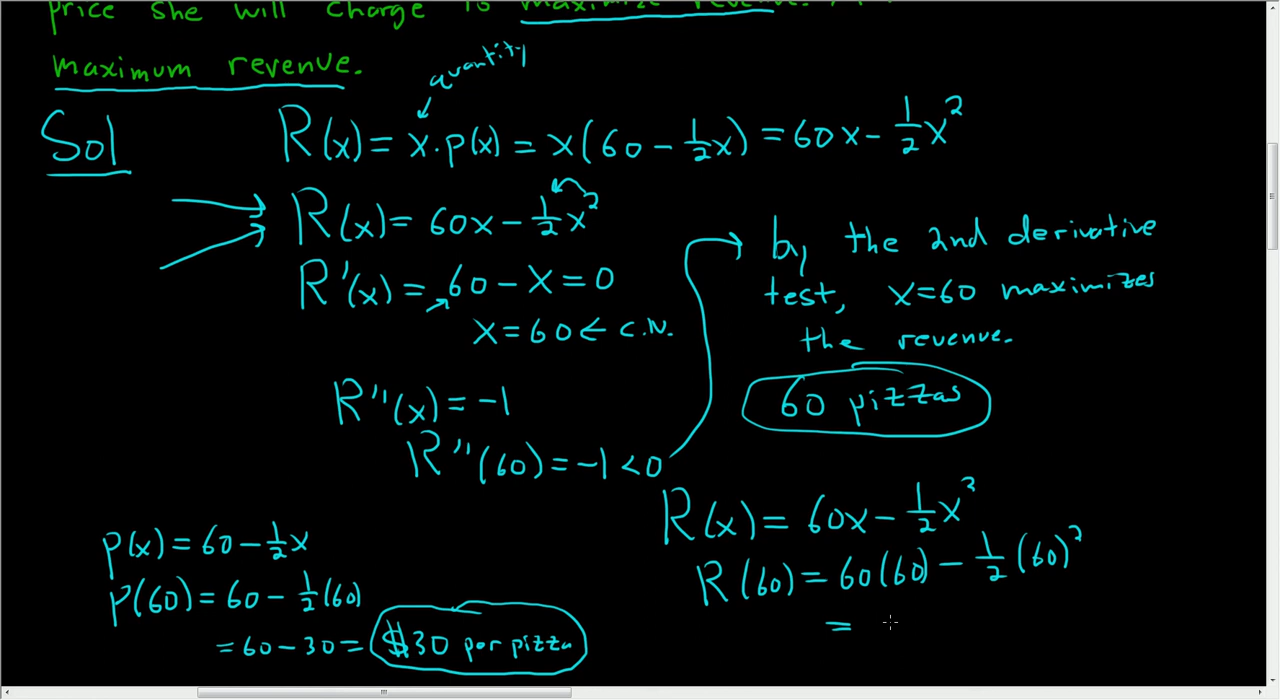 price she will charge to maximize revenue.
maximum revenue.
quantity
Sol R(x) = x·p(x) = x(60 - 1/2x) = 60x - 1/2x²
R(x) = 60x - 1/2x²
R'(x) = 60 - x = 0
x = 60 ← C.N.
R''(x) = -1
R''(60) = -1 < 0
by the 2nd derivative
test, x=60 maximizes
the revenue.
60 pizzas
p(x) = 60 - 1/2x
p(60) = 60 - 1/2(60)
= 60 - 30 = $30 per pizza
R(x) = 60x - 1/2x²
R(60) = 60(60) - 1/2(60)²
=